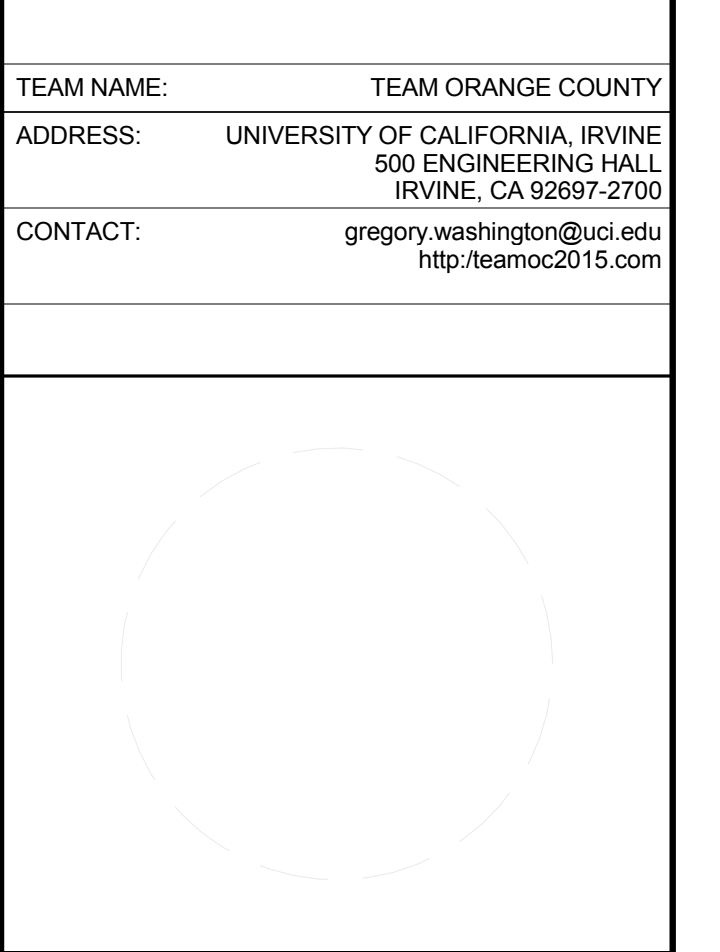 TEAM NAME: TEAM ORANGE COUNTY
ADDRESS: UNIVERSITY OF CALIFORNIA, IRVINE
500 ENGINEERING HALL
IRVINE, CA 92697-2700
CONTACT: gregory.washington@uci.edu
http:/teamoc2015.com